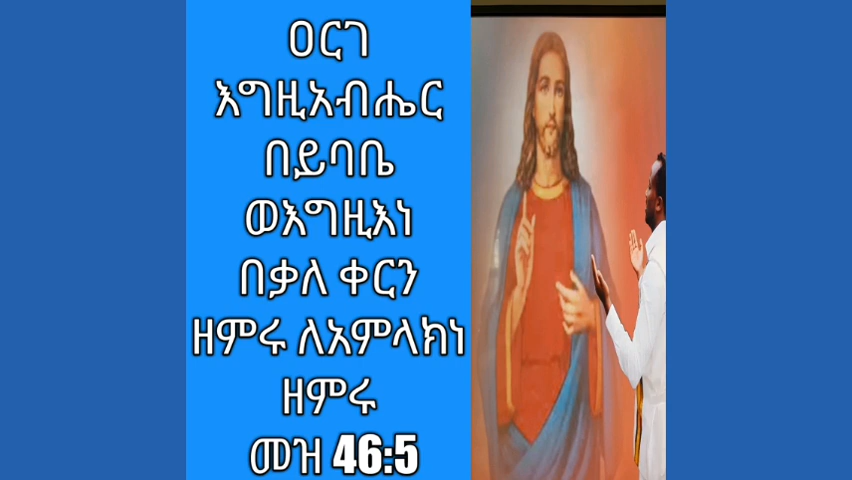 ዐርገ
እግዚአብሔር
በይባቤ
ወእግዚእነ
በቃለ ቀርን
ዘምሩ ለአምላክነ
ዘምሩ
መዝ 46:5